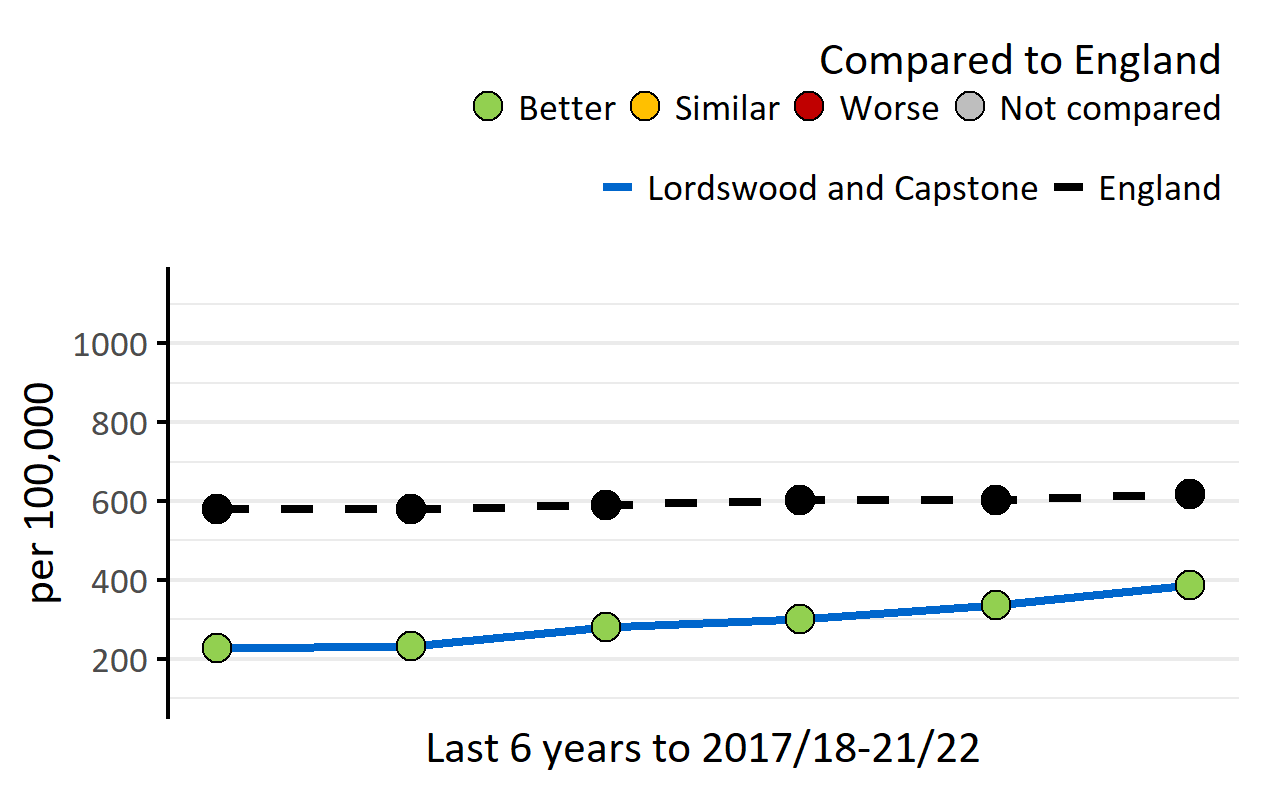 Compared to England
Better Similar Worse Not compared
Lordswood and Capstone England
1000
800
600
400
200
per 100,000
Last 6 years to 2017/18-21/22